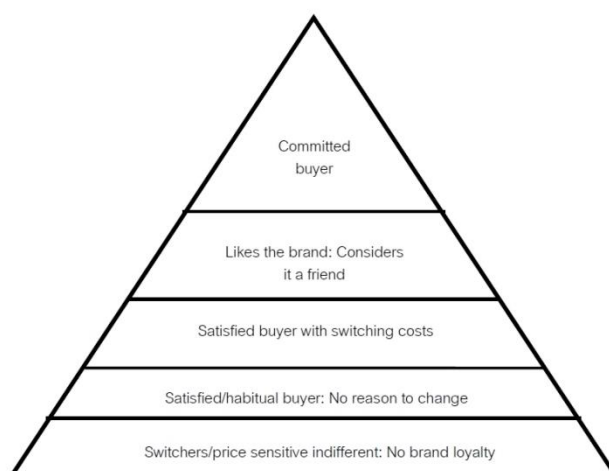 Committed
buyer
Likes the brand: Considers
it a friend
Satisfied buyer with switching costs
Satisfied/habitual buyer: No reason to change
Switchers/price sensitive indifferent: No brand loyalty